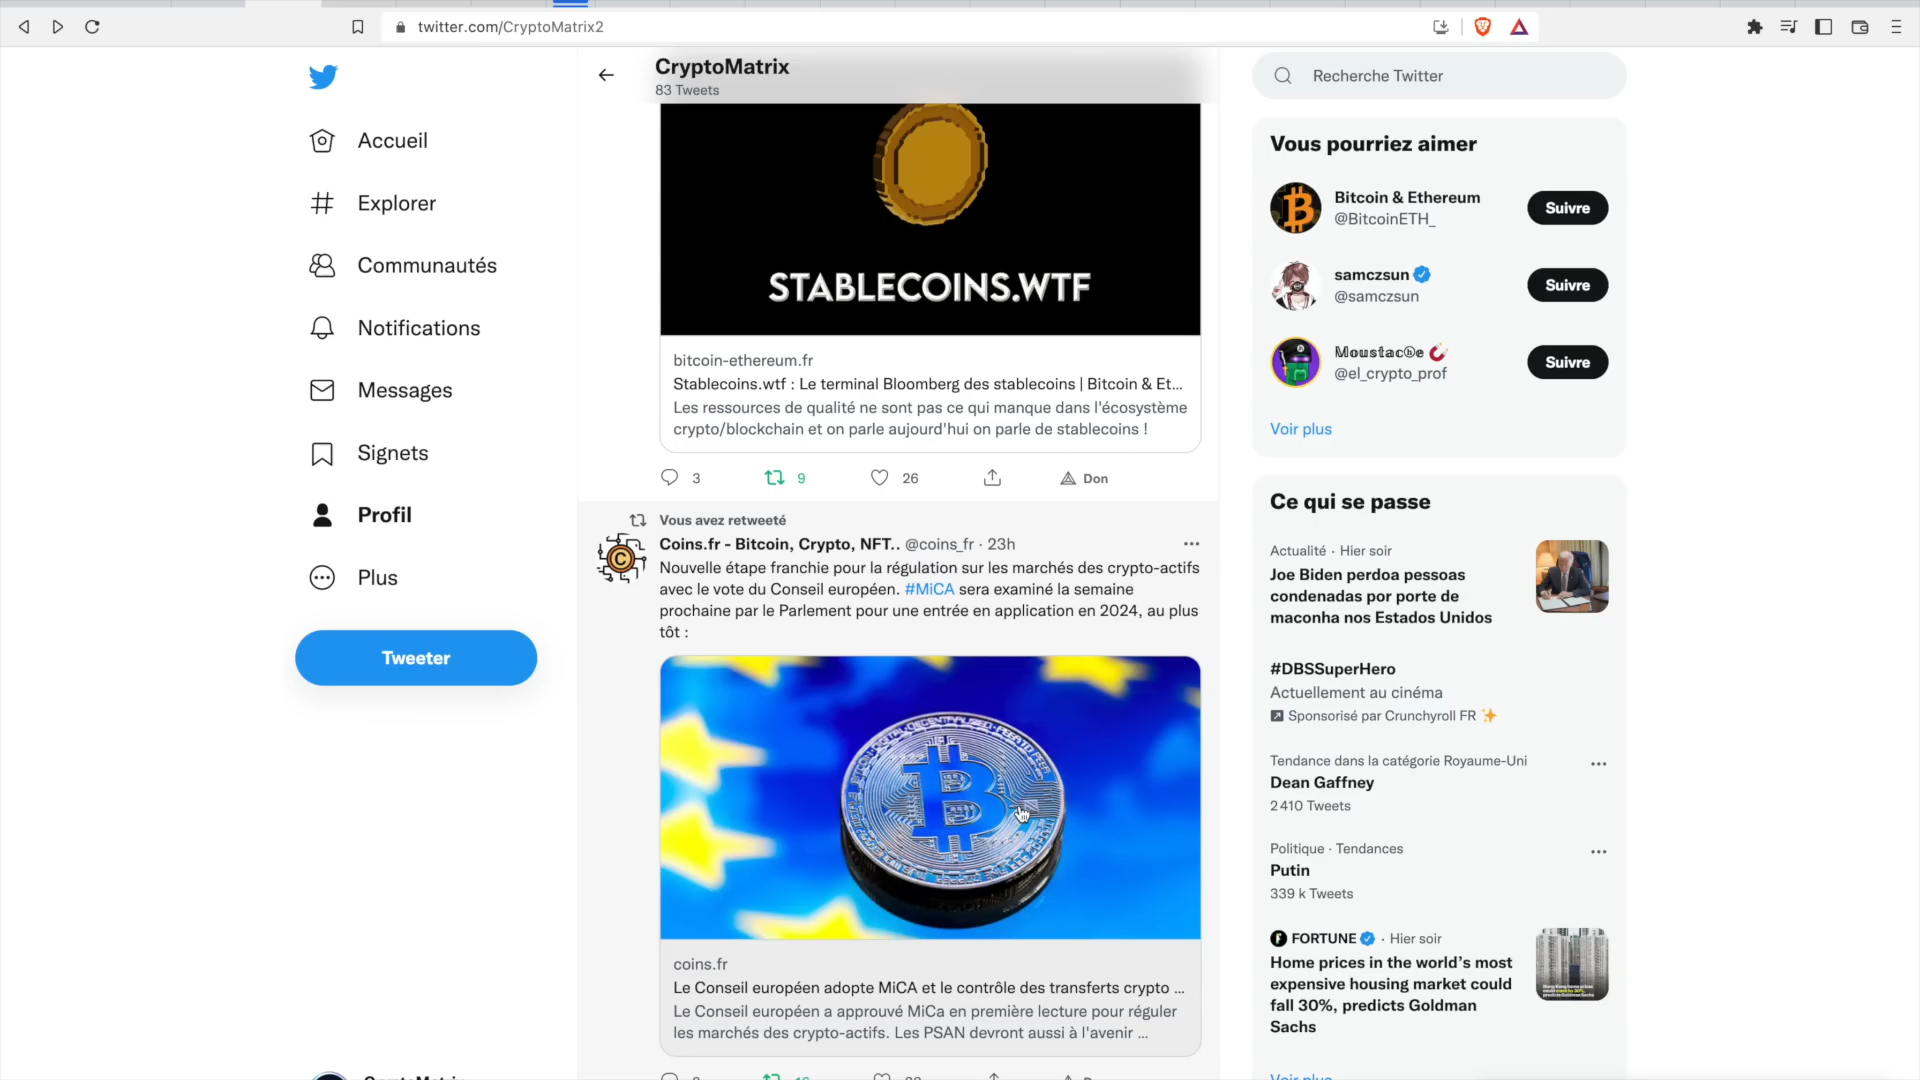 twitter.com/CryptoMatrix2
Accueil
Explorer
Communautés
Notifications
Messages
Signets
Profil
Plus
Tweeter
CryptoMatrix
83 Tweets
STABLECOINS.WTF
bitcoin-ethereum.fr
Stablecoins.wtf : Le terminal Bloomberg des stablecoins | Bitcoin & Et...
Les ressources de qualité ne sont pas ce qui manque dans l'écosystème
crypto/blockchain et on parle aujourd'hui on parle de stablecoins !
3 9 26 Don
Vous avez retweeté
Coins.fr - Bitcoin, Crypto, NFT.. @coins_fr · 23h
Nouvelle étape franchie pour la régulation sur les marchés des crypto-actifs
avec le vote du Conseil européen. #MiCA sera examiné la semaine
prochaine par le Parlement pour une entrée en application en 2024, au plus
tôt :
coins.fr
Le Conseil européen adopte MiCA et le contrôle des transferts crypto ...
Le Conseil européen a approuvé MiCa en première lecture pour réguler
les marchés des crypto-actifs. Les PSAN devront aussi à l'avenir ...
Recherche Twitter
Vous pourriez aimer
Bitcoin & Ethereum
@BitcoinETH_
Suivre
samczsun
@samczsun
Suivre
𝕄𝕠𝕦𝕤𝕥𝕒𝕔ⓗ𝕖
@el_crypto_prof
Suivre
Voir plus
Ce qui se passe
Actualité · Hier soir
Joe Biden perdoa pessoas
condenadas por porte de
maconha nos Estados Unidos
#DBSSuperHero
Actuellement au cinéma
Sponsorisé par Crunchyroll FR
Tendance dans la catégorie Royaume-Uni
Dean Gaffney
2 410 Tweets
Politique · Tendances
Putin
339 k Tweets
FORTUNE · Hier soir
Home prices in the world’s most
expensive housing market could
fall 30%, predicts Goldman
Sachs